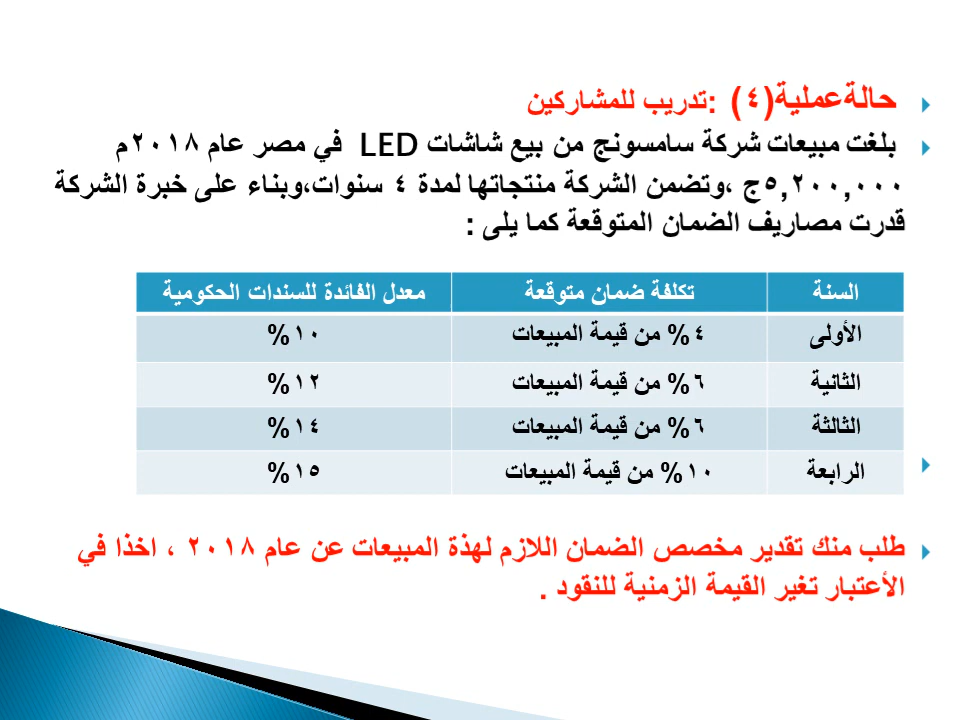 حالةعملية(٤) :تدريب للمشاركين
بلغت مبيعات شركة سامسونج من بيع شاشات LED في مصر عام ٢٠١٨م
٥,٢٠٠,٠٠٠ج ،وتضمن الشركة منتجاتها لمدة ٤ سنوات،وبناء على خبرة الشركة
قدرت مصاريف الضمان المتوقعة كما يلى :
السنة تكلفة ضمان متوقعة معدل الفائدة للسندات الحكومية
الأولى ٤% من قيمة المبيعات ١٠%
الثانية ٦% من قيمة المبيعات ١٢%
الثالثة ٦% من قيمة المبيعات ١٤%
الرابعة ١٠% من قيمة المبيعات ١٥%
طلب منك تقدير مخصص الضمان اللازم لهذة المبيعات عن عام ٢٠١٨ ، اخذا في
الأعتبار تغير القيمة الزمنية للنقود .